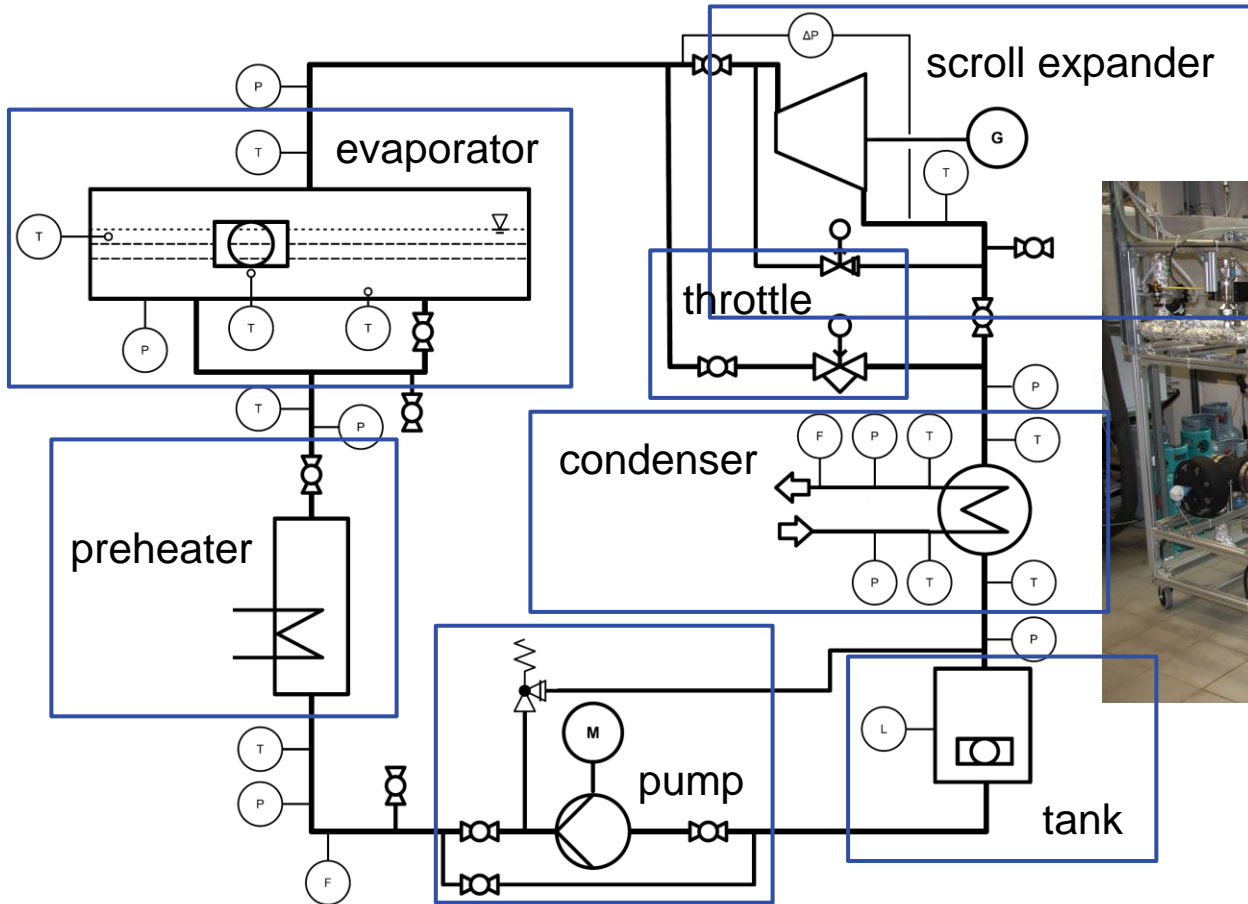 ΔP
scroll expander
P
T
evaporator
G
T
T
throttle
P
T
T
P
T
P
F
P
T
T
condenser
preheater
P
T
T
P
M
L
T
pump
P
tank
F